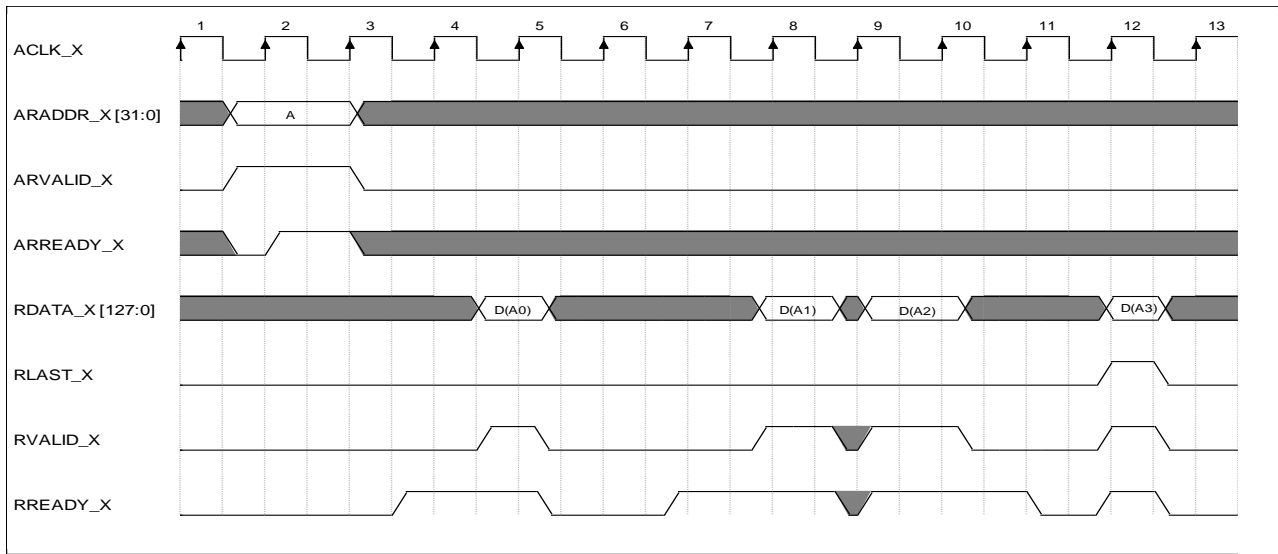 1 2 3 4 5 6 7 8 9 10 11 12 13
ACLK_X
ARADDR_X [31:0] A
ARVALID_X
ARREADY_X
RDATA_X [127:0] D(A0) D(A1) D(A2) D(A3)
RLAST_X
RVALID_X
RREADY_X